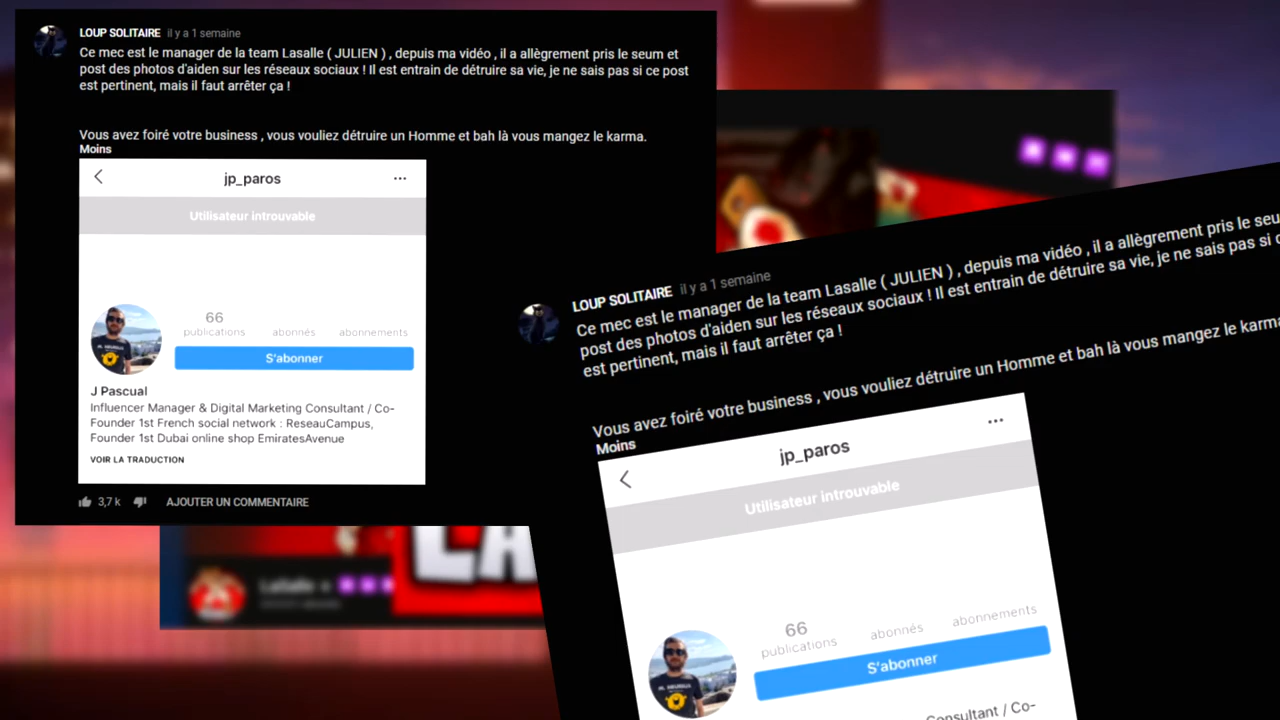 LOUP SOLITAIRE il y a 1 semaine
Ce mec est le manager de la team Lasalle ( JULIEN ) , depuis ma vidéo , il a allègrement pris le seum et
post des photos d'aiden sur les réseaux sociaux ! Il est entrain de détruire sa vie, je ne sais pas si ce post
est pertinent, mais il faut arrêter ça !
Vous avez foiré votre business , vous vouliez détruire un Homme et bah là vous mangez le karma.
Moins
jp_paros
Utilisateur introuvable
66
publications abonnés abonnements
S'abonner
J Pascual
Influencer Manager & Digital Marketing Consultant / Co-
Founder 1st French social network : ReseauCampus,
Founder 1st Dubai online shop EmiratesAvenue
VOIR LA TRADUCTION
3,7 k AJOUTER UN COMMENTAIRE
LOUP SOLITAIRE il y a 1 semaine
Ce mec est le manager de la team Lasalle ( JULIEN ) , depuis ma vidéo , il a allègrement pris le seu
post des photos d'aiden sur les réseaux sociaux ! Il est entrain de détruire sa vie, je ne sais pas si
est pertinent, mais il faut arrêter ça !
Vous avez foiré votre business , vous vouliez détruire un Homme et bah là vous mangez le karma
Moins
jp_paros
Utilisateur introuvable
66
publications abonnés abonnements
S'abonner
Consultant / Co-
LaSalle